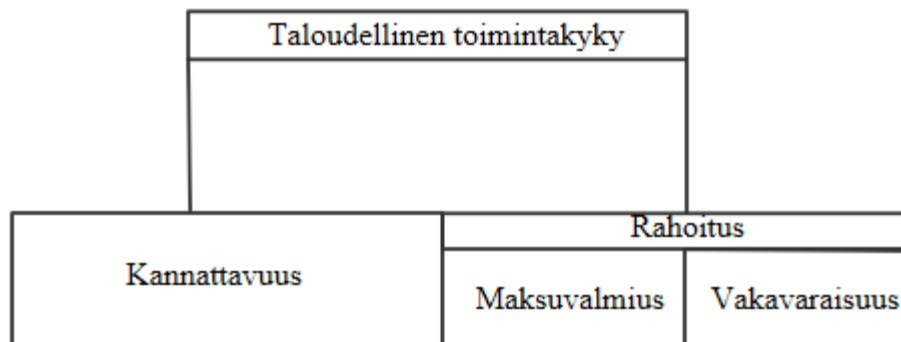 Taloudellinen toimintakyky
Rahoitus
Kannattavuus
Maksuvalmius
Vakavaraisuus